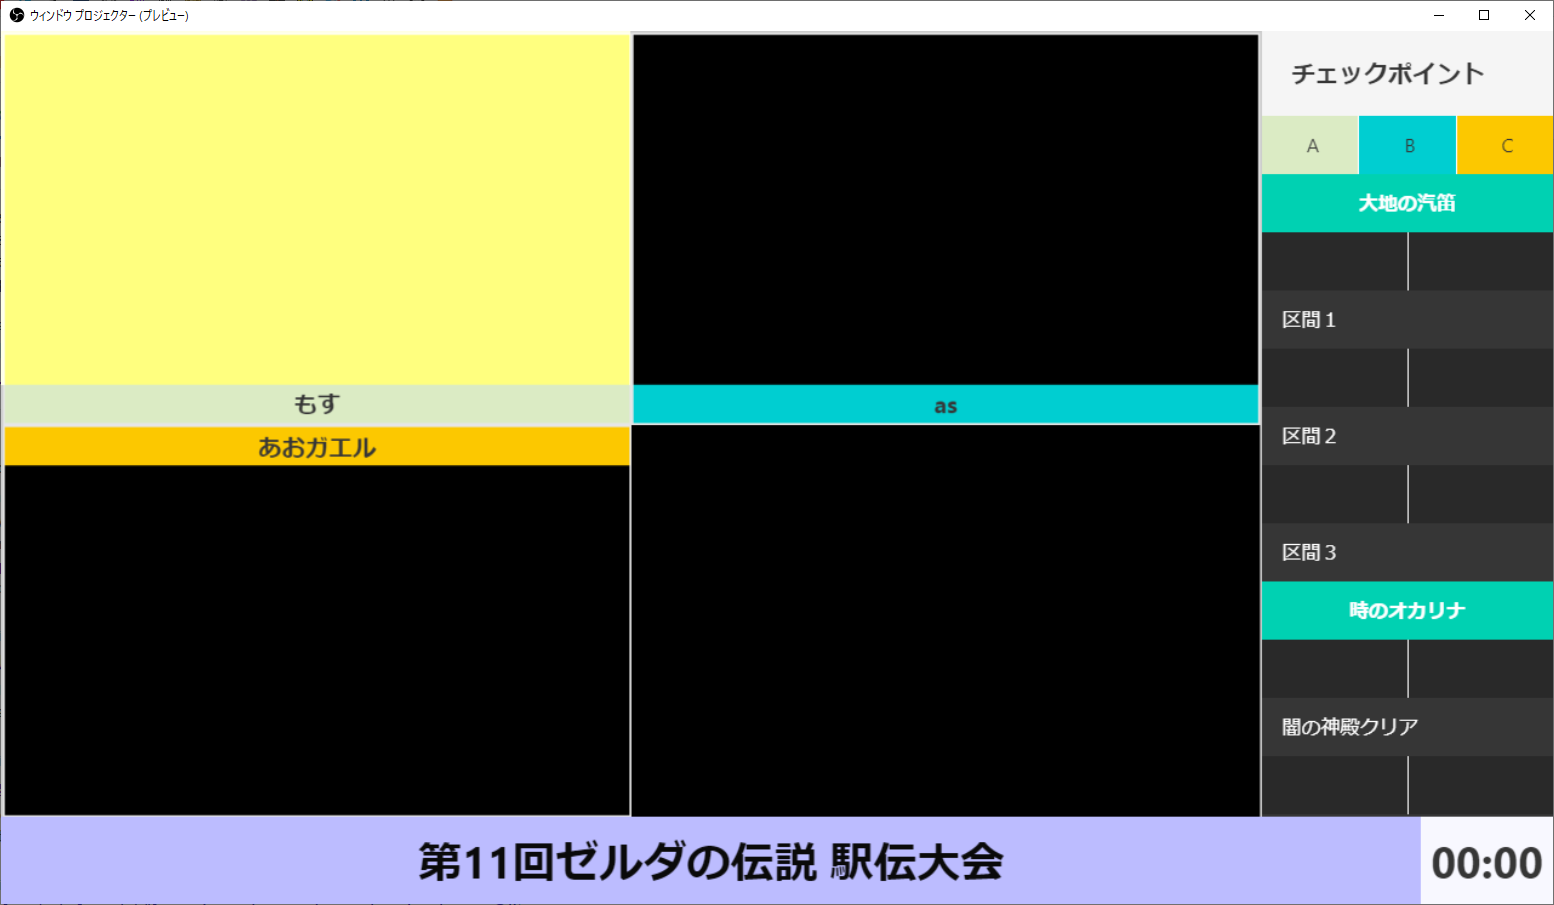 ウィンドウ プロジェクター (プレビュー)
もす
as
あおガエル
チェックポイント
A B C
大地の汽笛
区間１
区間２
区間３
時のオカリナ
闇の神殿クリア
第11回ゼルダの伝説 駅伝大会
00:00